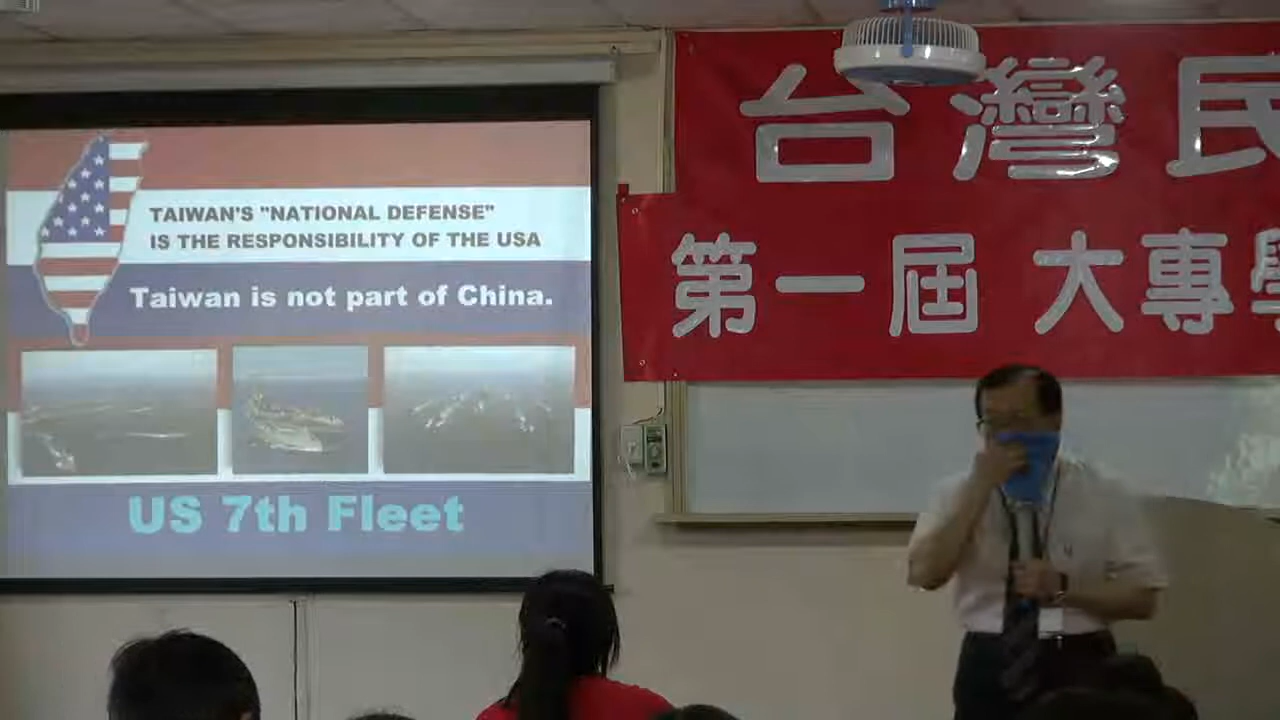 TAIWAN'S "NATIONAL DEFENSE"
IS THE RESPONSIBILITY OF THE USA
Taiwan is not part of China.
US 7th Fleet
台灣民
第一屆 大專學